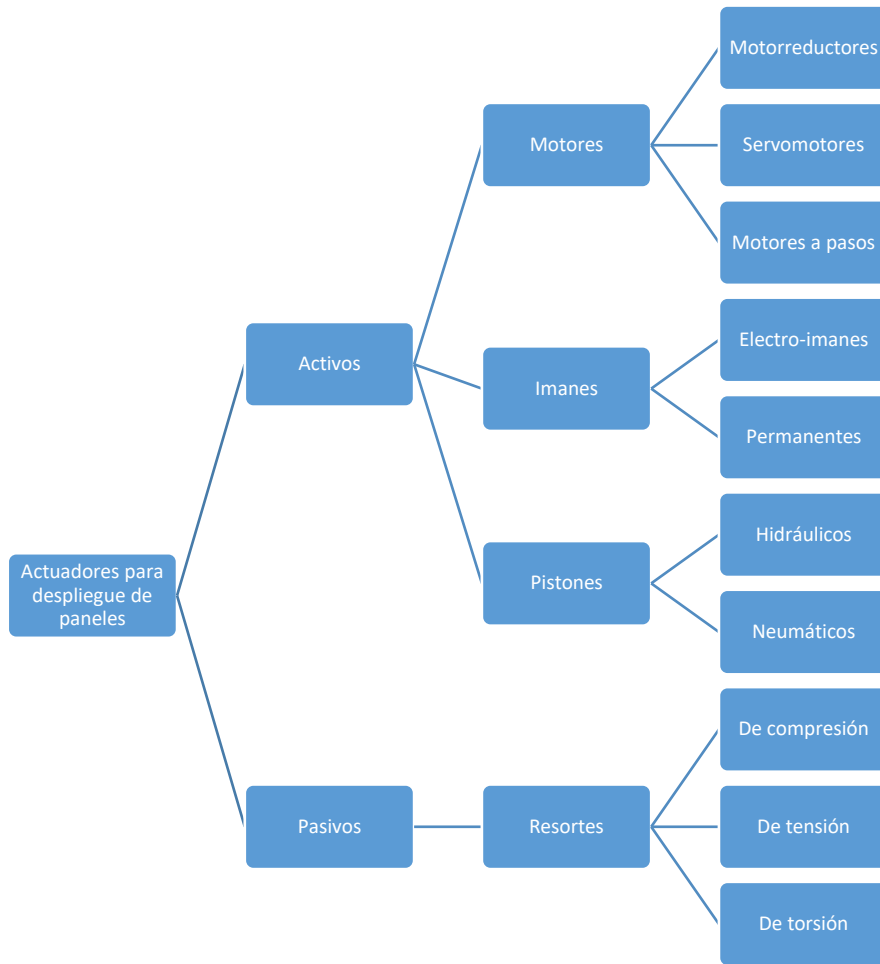 Actuadores para
despliegue de
paneles
Activos
Motores
Motorreductores
Servomotores
Motores a pasos
Imanes
Electro-imanes
Permanentes
Pistones
Hidráulicos
Neumáticos
Pasivos
Resortes
De compresión
De tensión
De torsión